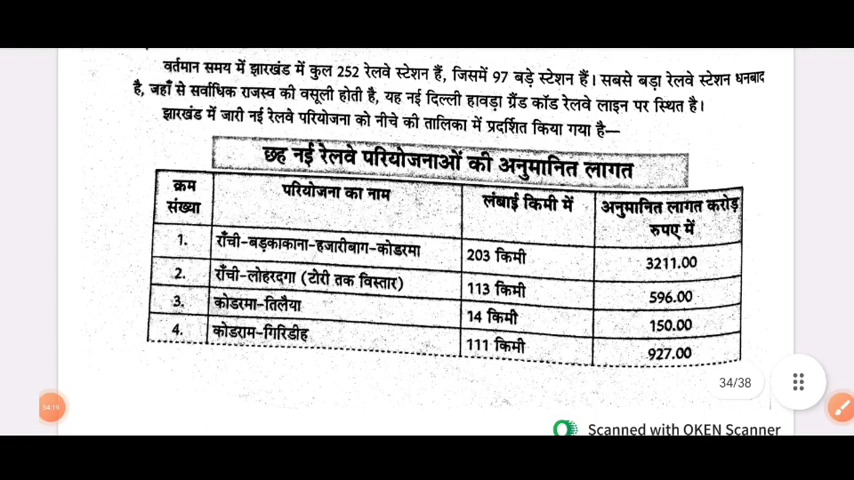 वर्तमान समय में झारखंड में कुल 252 रेलवे स्टेशन हैं, जिसमें 97 बड़े स्टेशन हैं। सबसे बड़ा रेलवे स्टेशन धनबाद
है, जहाँ से सर्वाधिक राजस्व की वसूली होती है, यह नई दिल्ली हावड़ा ग्रैंड कॉड रेलवे लाइन पर स्थित है।
झारखंड में जारी नई रेलवे परियोजना को नीचे की तालिका में प्रदर्शित किया गया है—
छह नई रेलवे परियोजनाओं की अनुमानित लागत
क्रम संख्या परियोजना का नाम लंबाई किमी में अनुमानित लागत करोड़ रुपए में
1. राँची-बड़काकाना-हजारीबाग-कोडरमा 203 किमी 3211.00
2. राँची-लोहरदगा (टोरी तक विस्तार) 113 किमी 596.00
3. कोडरमा-तिलैया 14 किमी 150.00
4. कोडराम-गिरिडीह 111 किमी 927.00
34/38
54:15
Scanned with OKEN Scanner